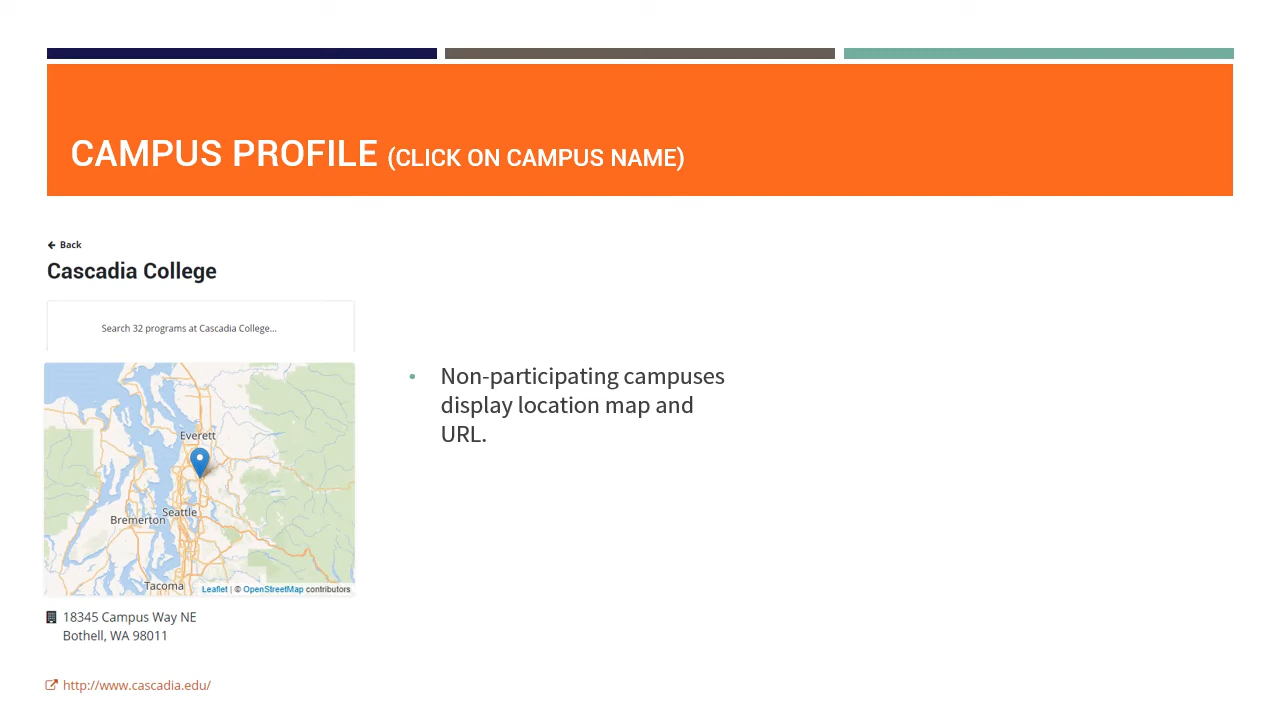 CAMPUS PROFILE (CLICK ON CAMPUS NAME)
Back
Cascadia College
Search 32 programs at Cascadia College...
Everett
Seattle
Bremerton
Tacoma
Leaflet | © OpenStreetMap contributors
18345 Campus Way NE
Bothell, WA 98011
http://www.cascadia.edu/
• Non-participating campuses
display location map and
URL.